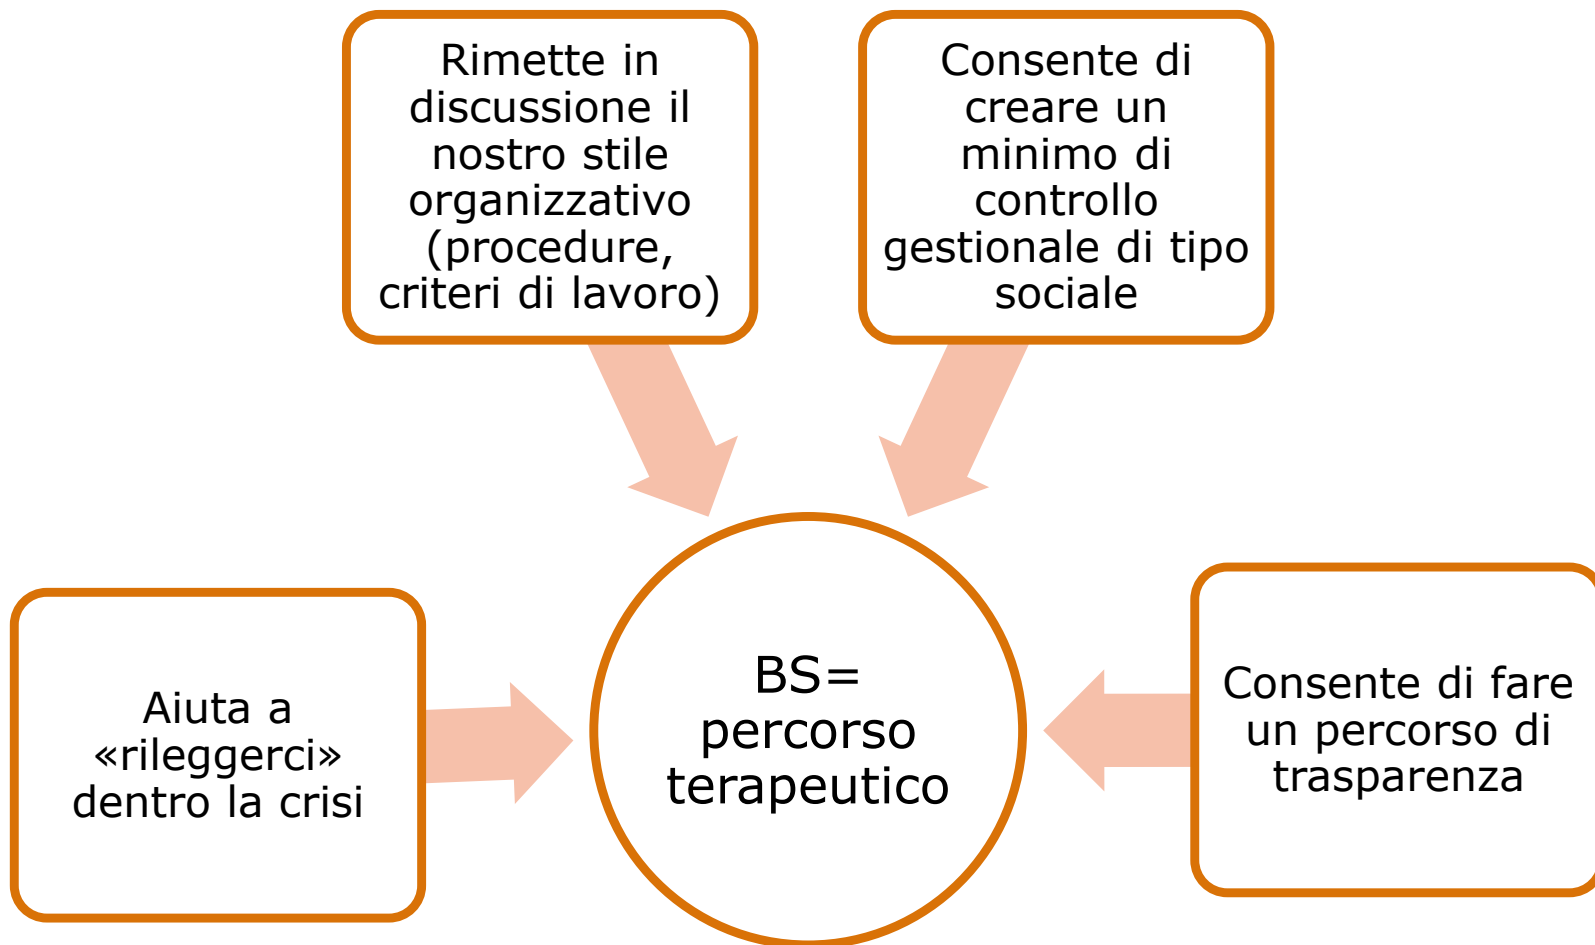 Rimette in
discussione il
nostro stile
organizzativo
(procedure,
criteri di lavoro)
Consente di
creare un
minimo di
controllo
gestionale di tipo
sociale
Aiuta a
«rileggerci»
dentro la crisi
BS=
percorso
terapeutico
Consente di fare
un percorso di
trasparenza